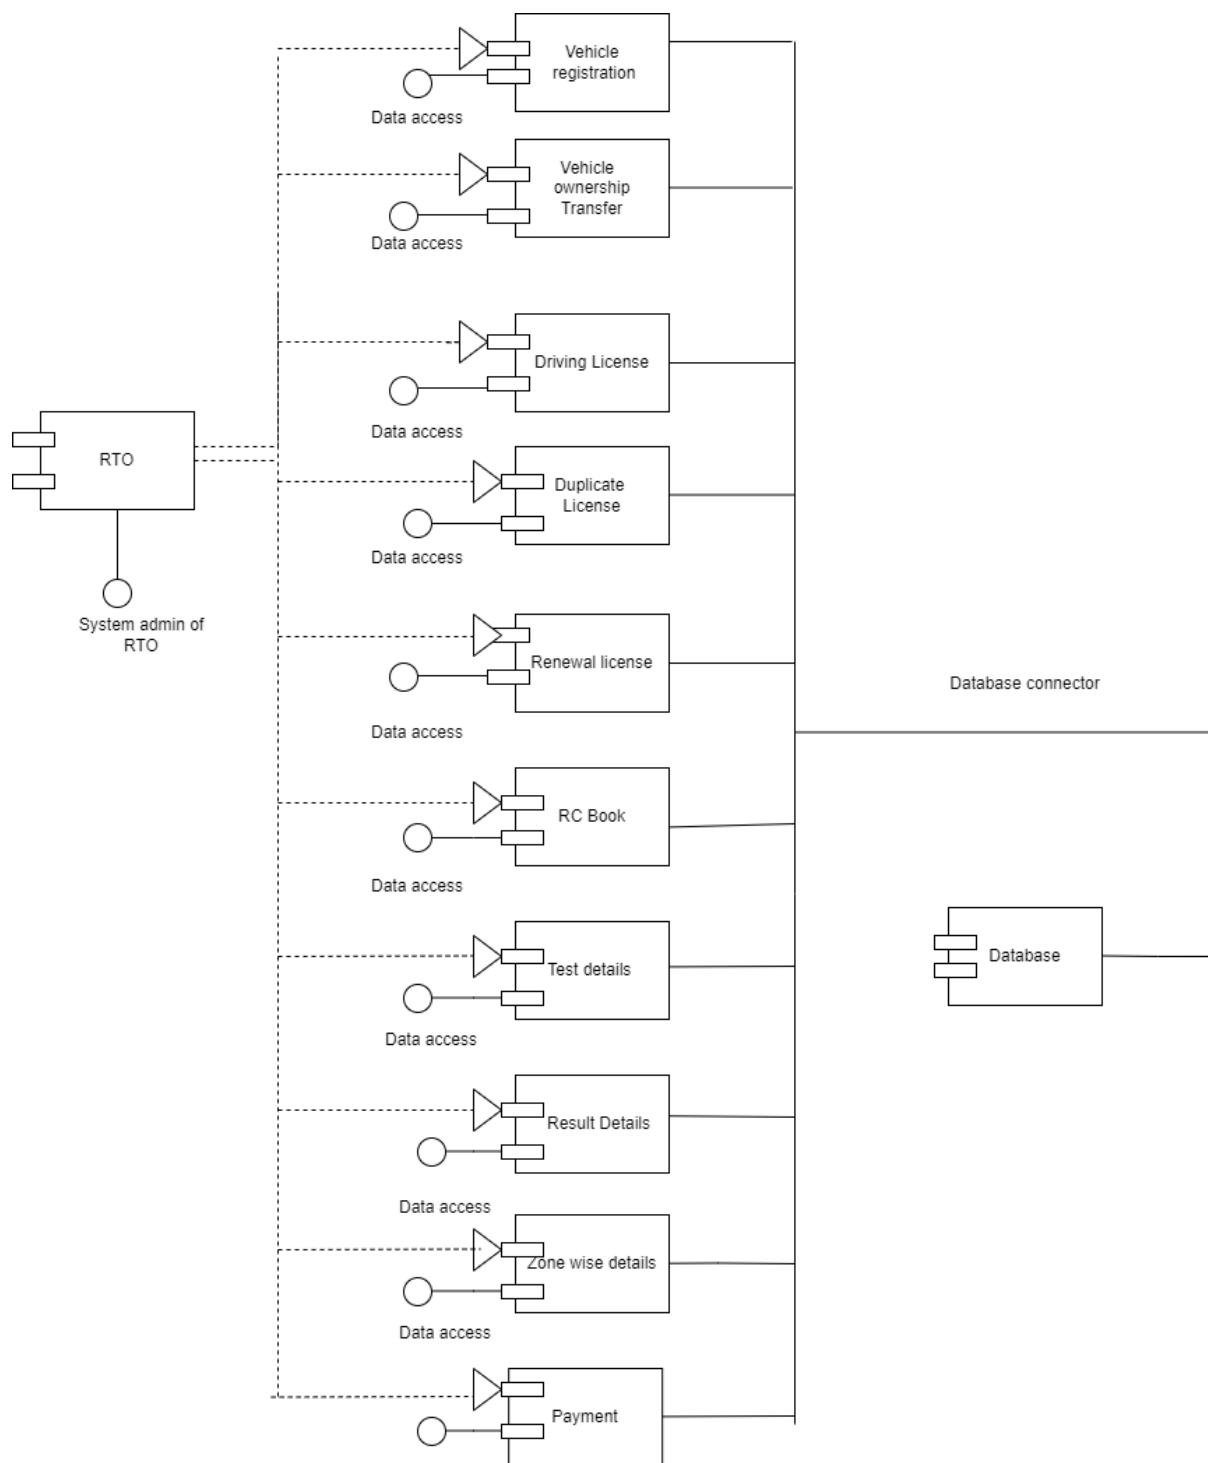 Vehicle
registration
Data access
Vehicle
ownership
Transfer
Data access
Driving License
Data access
RTO
Duplicate
License
Data access
System admin of
RTO
Renewal license
Data access
Database connector
RC Book
Data access
Database
Test details
Data access
Result Details
Data access
Zone wise details
Data access
Payment